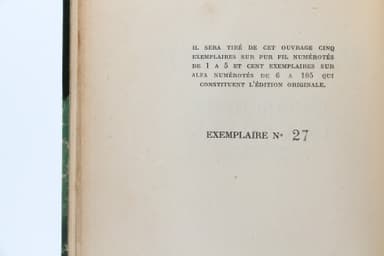 IL SERA TIRÉ DE CET OUVRAGE CINQ
EXEMPLAIRES SUR PUR FIL NUMÉROTÉS
DE 1 A 5 ET CENT EXEMPLAIRES SUR
ALFA NUMÉROTÉS DE 6 A 105 QUI
CONSTITUENT L'ÉDITION ORIGINALE.
EXEMPLAIRE N° 27